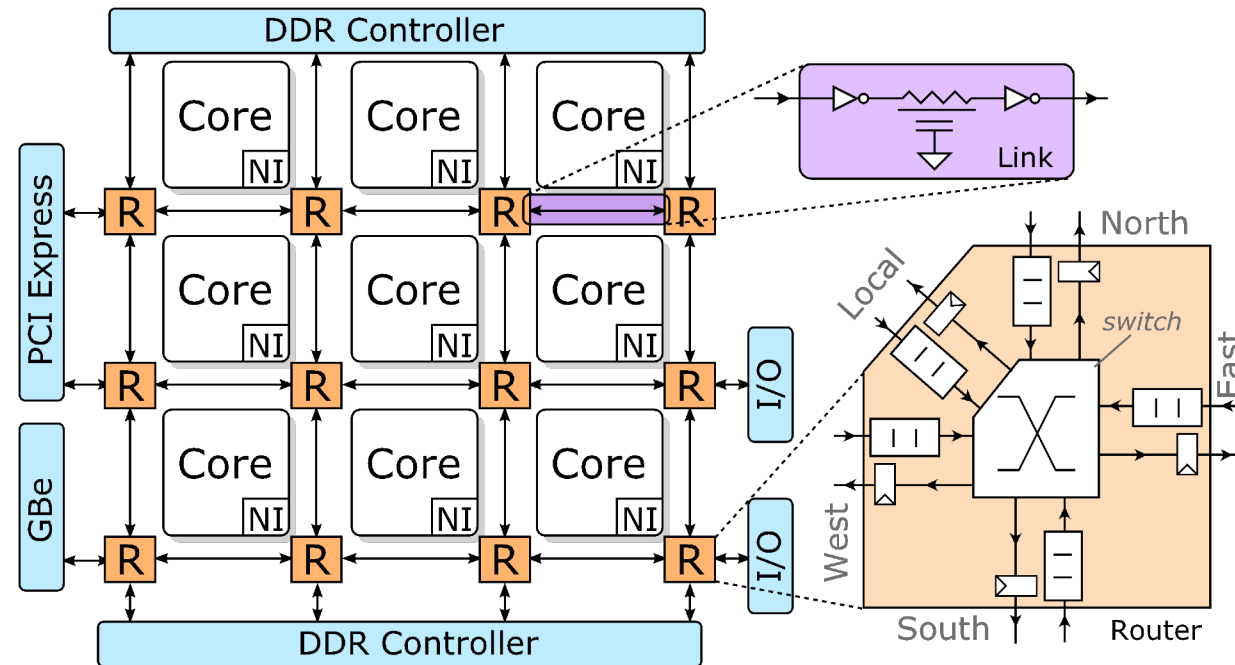 DDR Controller
Core
NI
Core
NI
Core
NI
Link
PCI Express
R
R
R
R
Core
NI
Core
NI
Core
NI
North
Local
switch
East
R
R
R
R
I/O
GBe
Core
NI
Core
NI
Core
NI
West
R
R
R
R
I/O
South
Router
DDR Controller